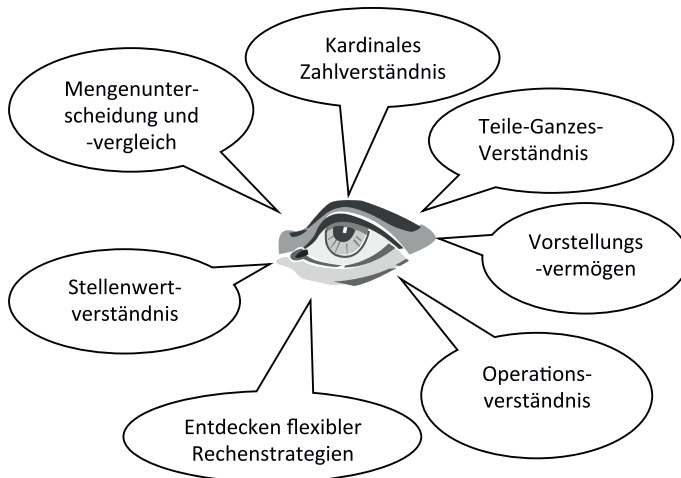 Kardinales
Zahlverständnis
Mengenunter-
scheidung und
-vergleich
Teile-Ganzes-
Verständnis
Vorstellungs
-vermögen
Stellenwert-
verständnis
Operations-
verständnis
Entdecken flexibler
Rechenstrategien